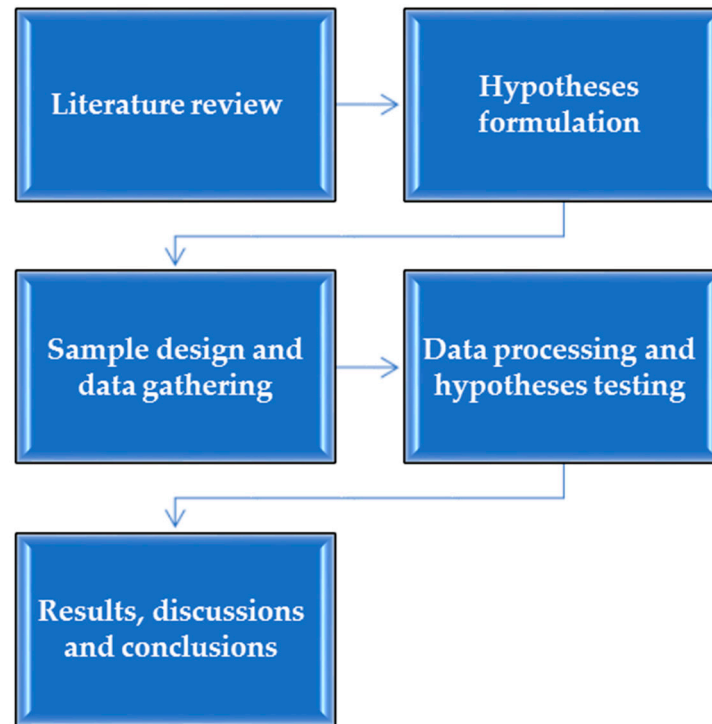 Literature review
Hypotheses
formulation
Sample design and
data gathering
Data processing and
hypotheses testing
Results, discussions
and conclusions